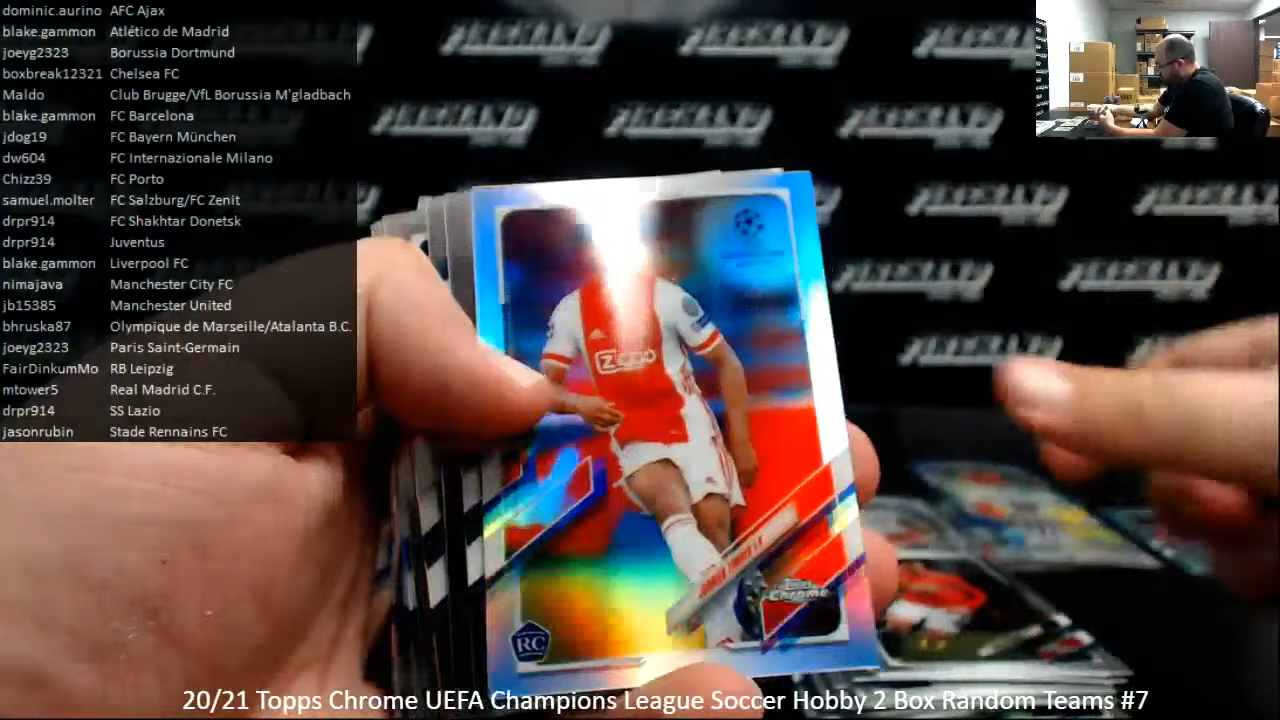 dominic.aurino AFC Ajax
blake.gammon Atlético de Madrid
joeyg2323 Borussia Dortmund
boxbreak12321 Chelsea FC
Maldo Club Brugge/VfL Borussia M'gladbach
blake.gammon FC Barcelona
jdog19 FC Bayern München
dw604 FC Internazionale Milano
Chizz39 FC Porto
samuel.molter FC Salzburg/FC Zenit
drpr914 FC Shakhtar Donetsk
drpr914 Juventus
blake.gammon Liverpool FC
nimajava Manchester City FC
jb15385 Manchester United
bhruska87 Olympique de Marseille/Atalanta B.C.
joeyg2323 Paris Saint-Germain
FairDinkumMo RB Leipzig
mtower5 Real Madrid C.F.
drpr914 SS Lazio
jasonrubin Stade Rennains FC
Ziggo
Chrome
RC
20/21 Topps Chrome UEFA Champions League Soccer Hobby 2 Box Random Teams #7